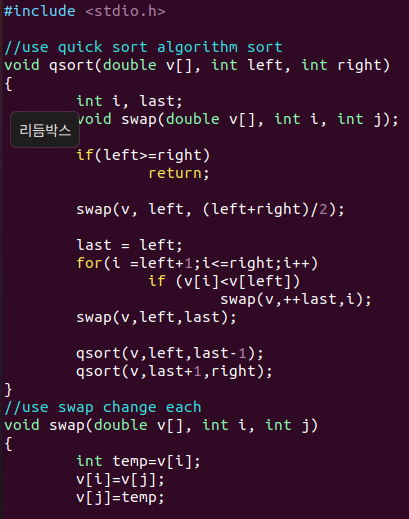 #include <stdio.h>
//use quick sort algorithm sort
void qsort(double v[], int left, int right)
{
int i, last;
void swap(double v[], int i, int j);
리듬박스
if(left>=right)
return;
swap(v, left, (left+right)/2);
last = left;
for(i =left+1;i<=right;i++)
if (v[i]<v[left])
swap(v,++last,i);
swap(v,left,last);
qsort(v,left,last-1);
qsort(v,last+1,right);
}
//use swap change each
void swap(double v[], int i, int j)
{
int temp=v[i];
v[i]=v[j];
v[j]=temp;